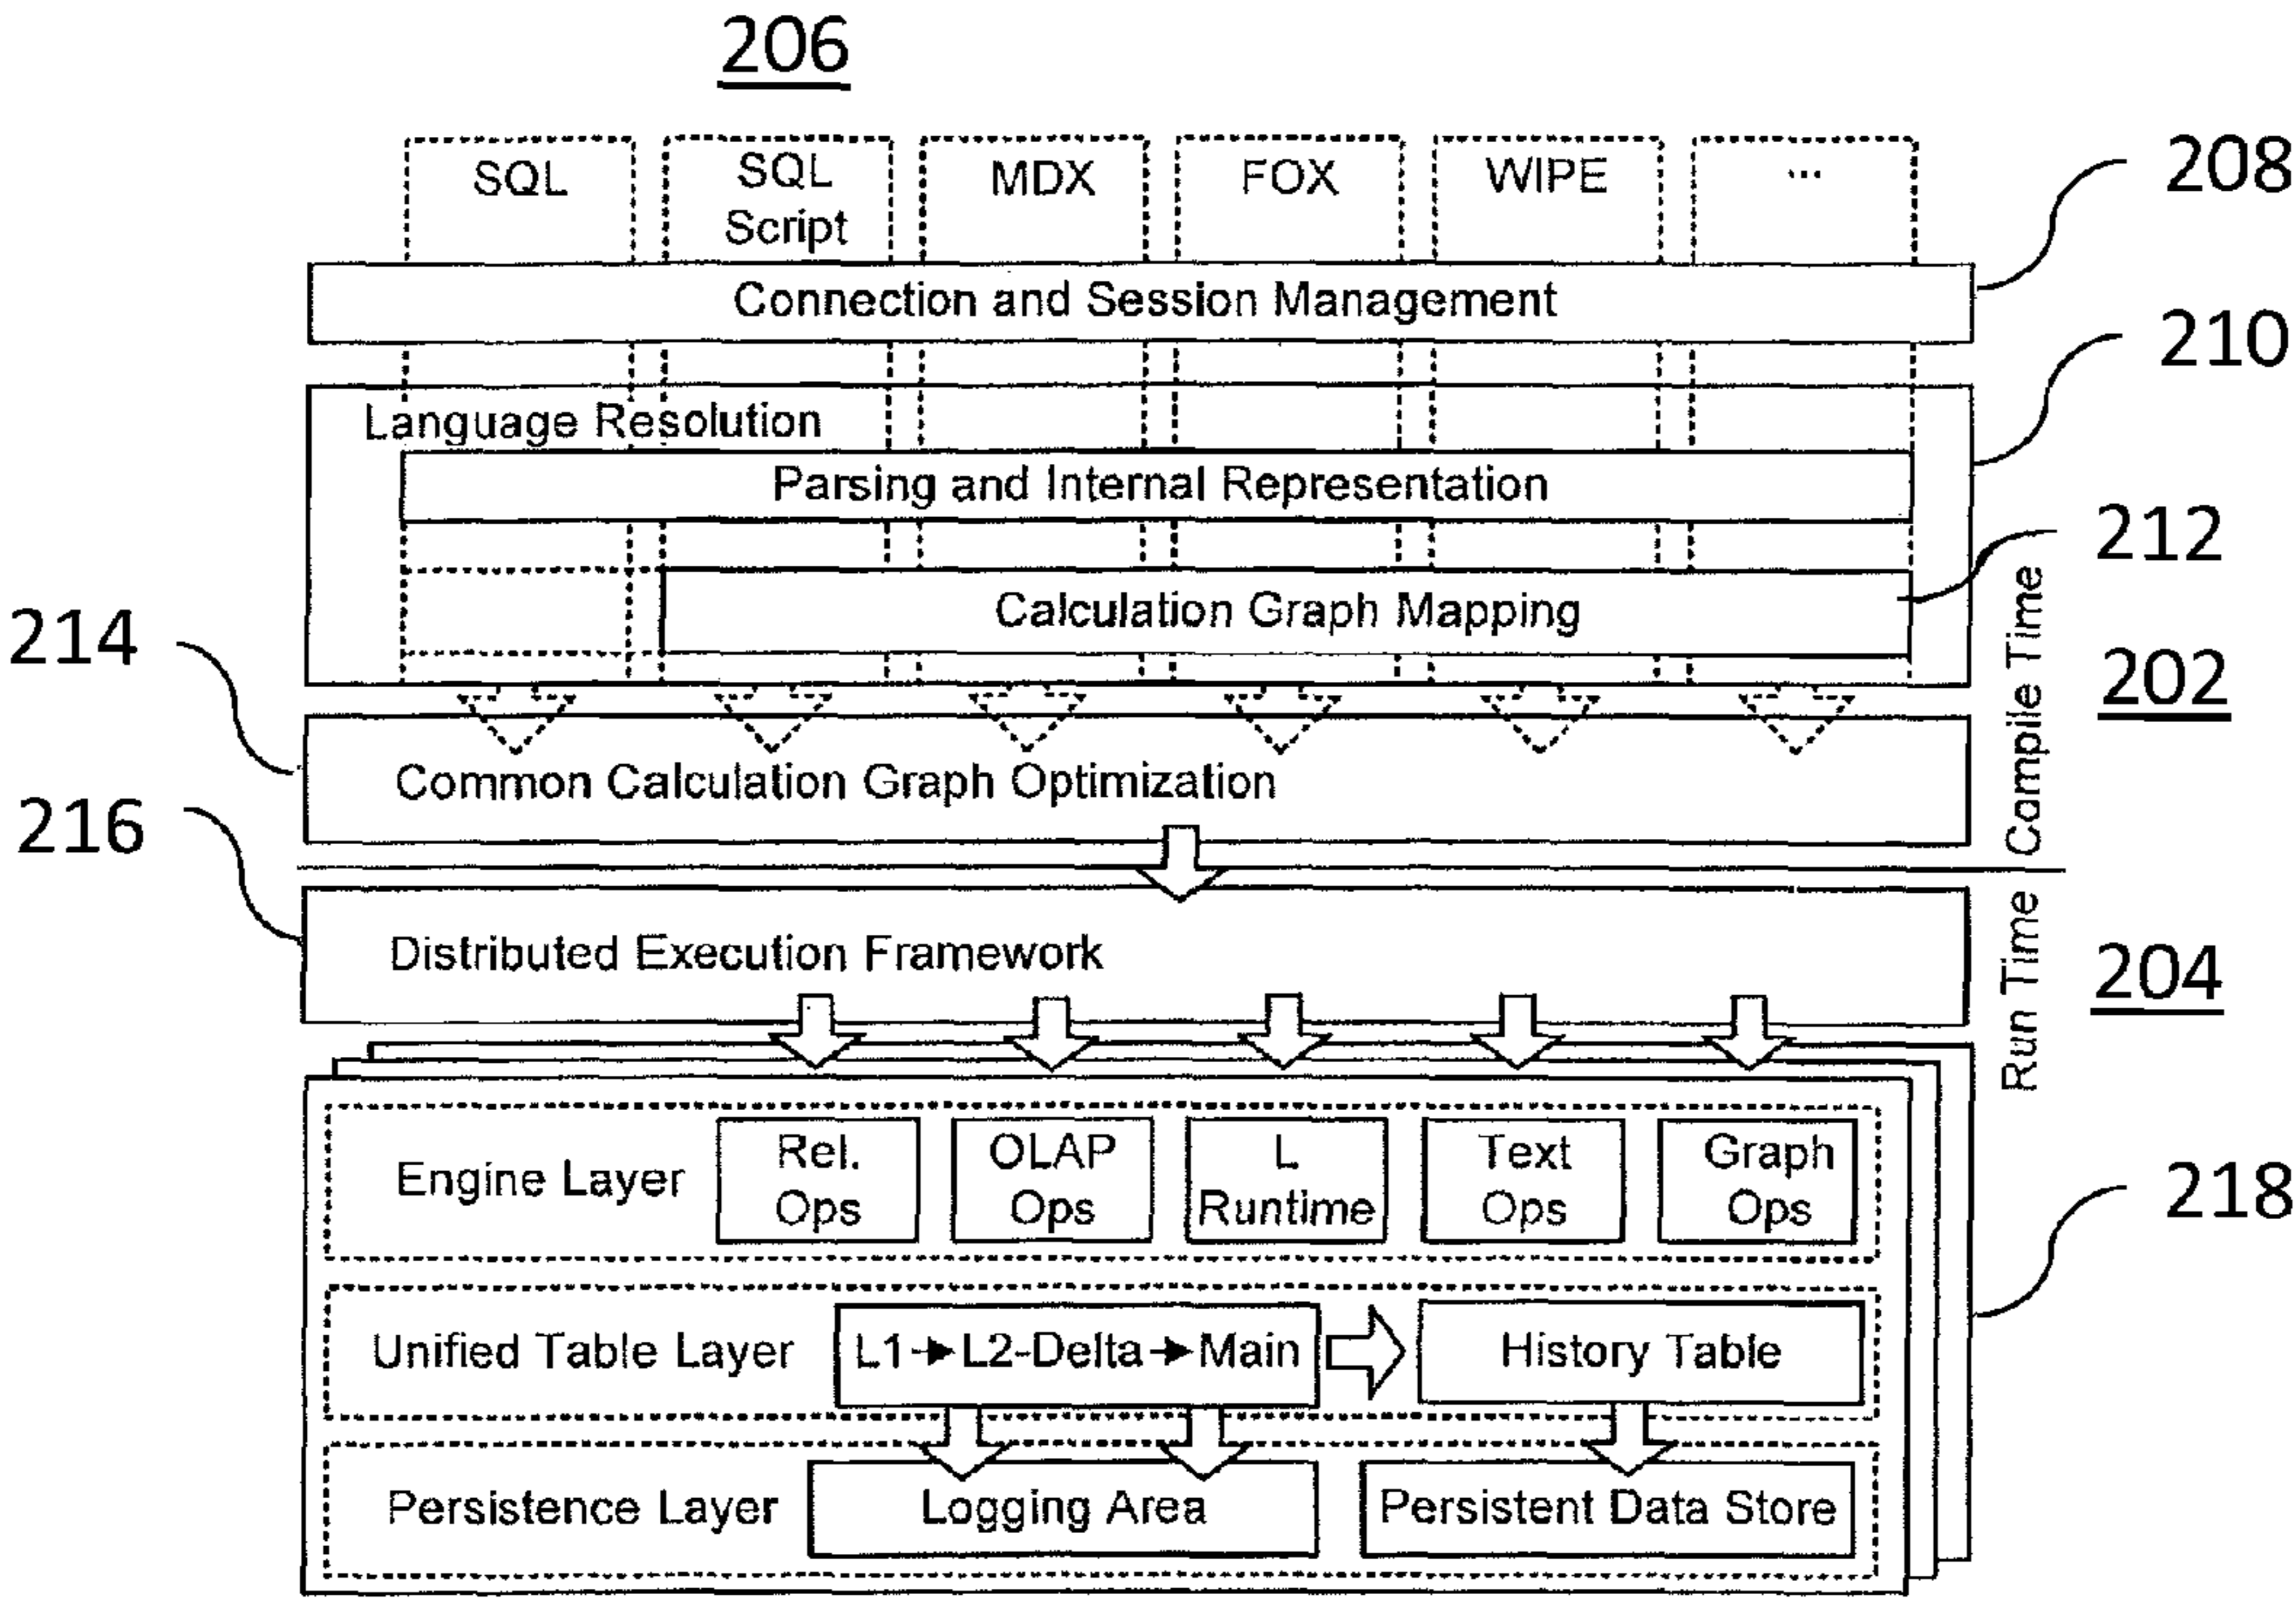 206
SQL
SQL
Script
MDX
FOX
WIPE
...
208
Connection and Session Management
210
Language Resolution
Parsing and Internal Representation
212
Calculation Graph Mapping
214
Compile Time
202
Common Calculation Graph Optimization
216
Distributed Execution Framework
Run Time
204
Engine Layer
Rel.
Ops
OLAP
Ops
L
Runtime
Text
Ops
Graph
Ops
218
Unified Table Layer
L1→L2-Delta→Main
History Table
Persistence Layer
Logging Area
Persistent Data Store